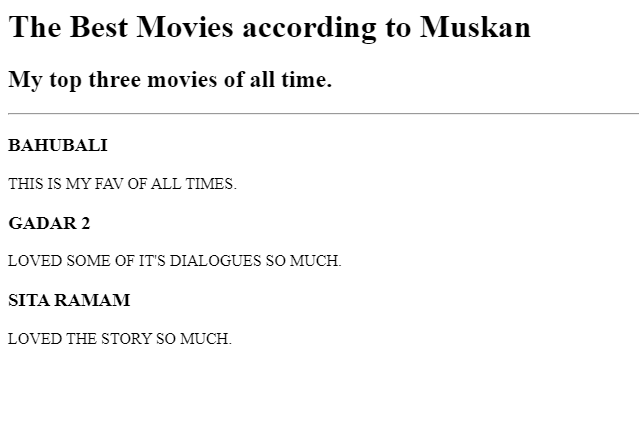 The Best Movies according to Muskan
My top three movies of all time.
BAHUBALI
THIS IS MY FAV OF ALL TIMES.
GADAR 2
LOVED SOME OF IT'S DIALOGUES SO MUCH.
SITA RAMAM
LOVED THE STORY SO MUCH.